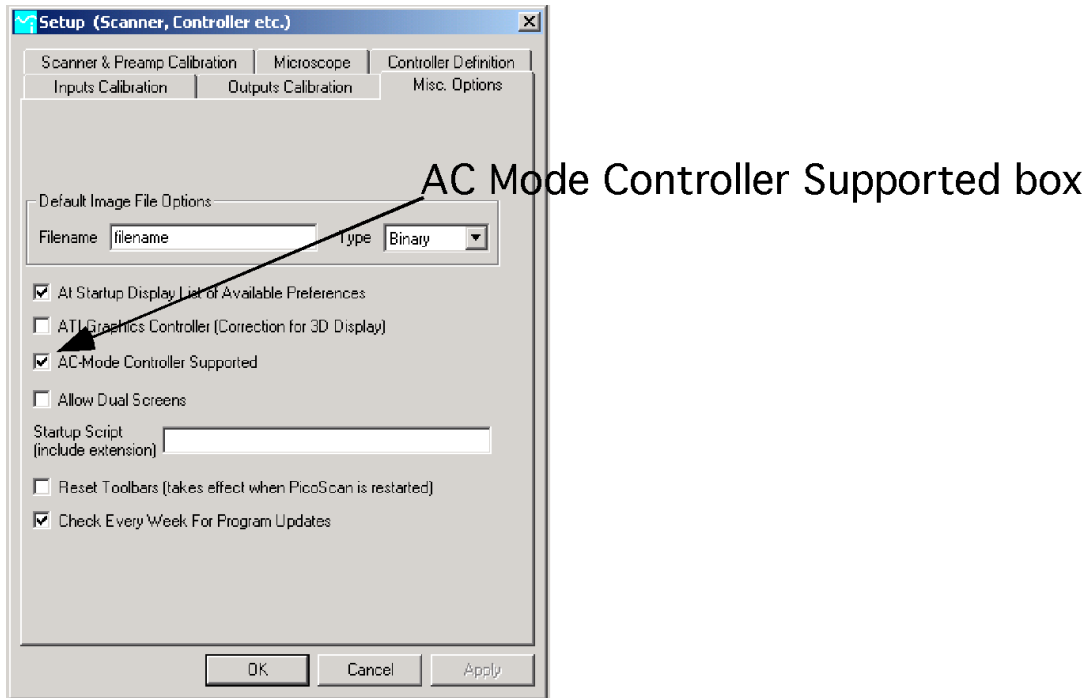 Setup (Scanner, Controller etc.)
Scanner & Preamp Calibration Microscope Controller Definition
Inputs Calibration Outputs Calibration Misc. Options
AC Mode Controller Supported box
Default Image File Options
Filename filename Type Binary
At Startup Display List of Available Preferences
ATI Graphics Controller (Correction for 3D Display)
AC-Mode Controller Supported
Allow Dual Screens
Startup Script
(include extension)
Reset Toolbars (takes effect when PicoScan is restarted)
Check Every Week For Program Updates
OK Cancel Apply